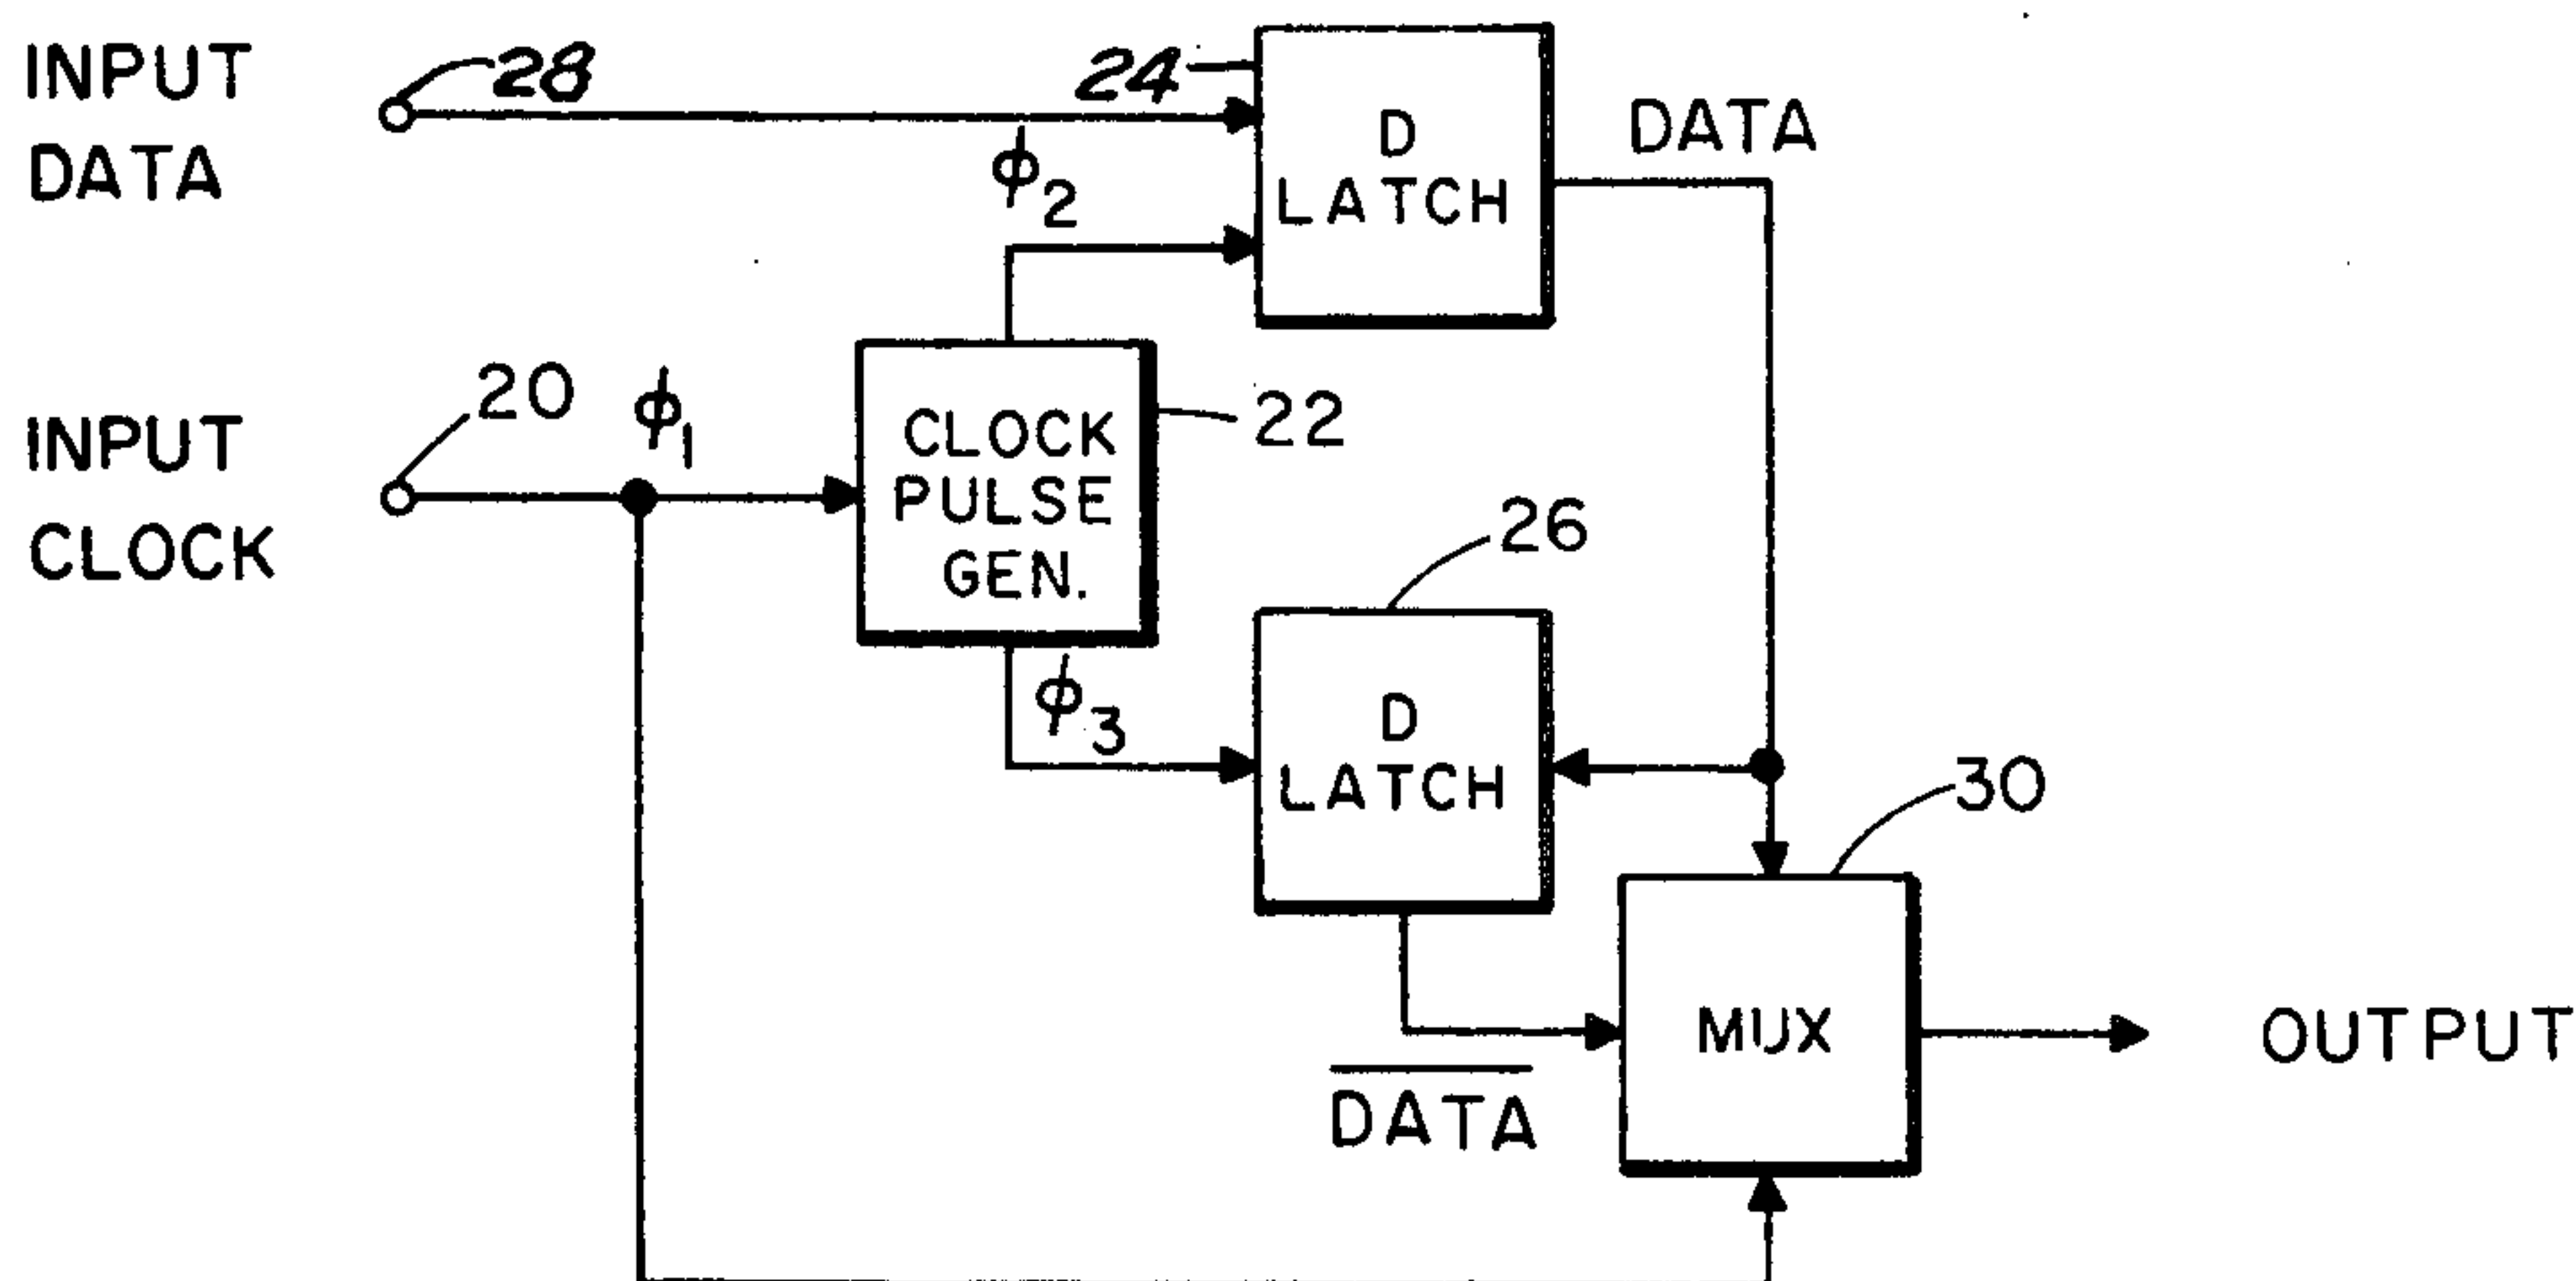 INPUT
DATA
28
24
D
LATCH
DATA
ϕ2
INPUT
CLOCK
20
ϕ1
CLOCK
PULSE
GEN.
22
ϕ3
26
D
LATCH
30
MUX
D̅A̅T̅A̅
OUTPUT